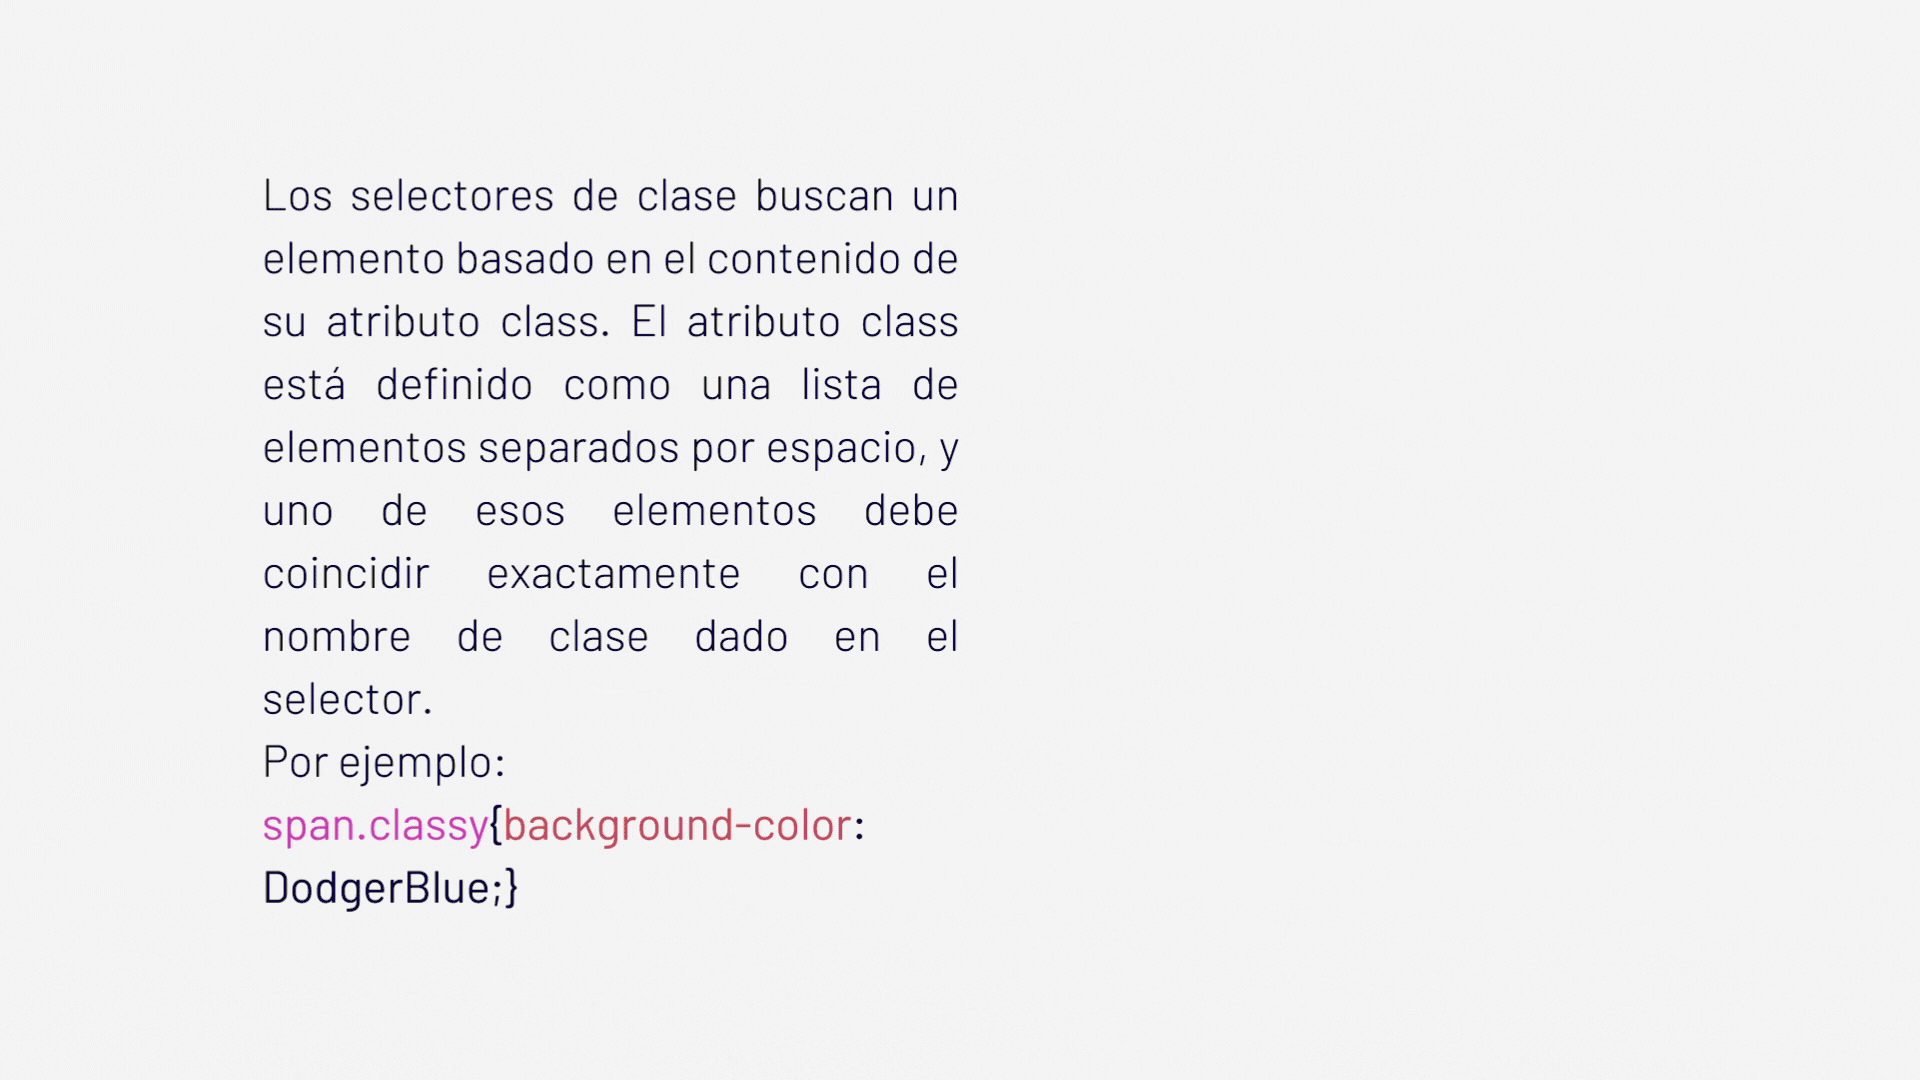 Los selectores de clase buscan un
elemento basado en el contenido de
su atributo class. El atributo class
está definido como una lista de
elementos separados por espacio, y
uno de esos elementos debe
coincidir exactamente con el
nombre de clase dado en el
selector.
Por ejemplo:
span.classy{background-color:
DodgerBlue;}